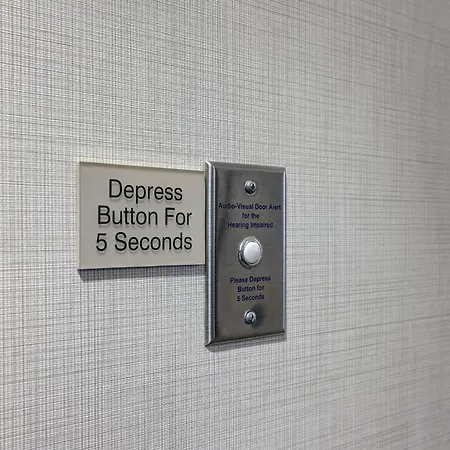 Depress
Button For
5 Seconds
Audio-Visual Door Alert
for the
Hearing Impaired
Please Depress
Button for
5 Seconds